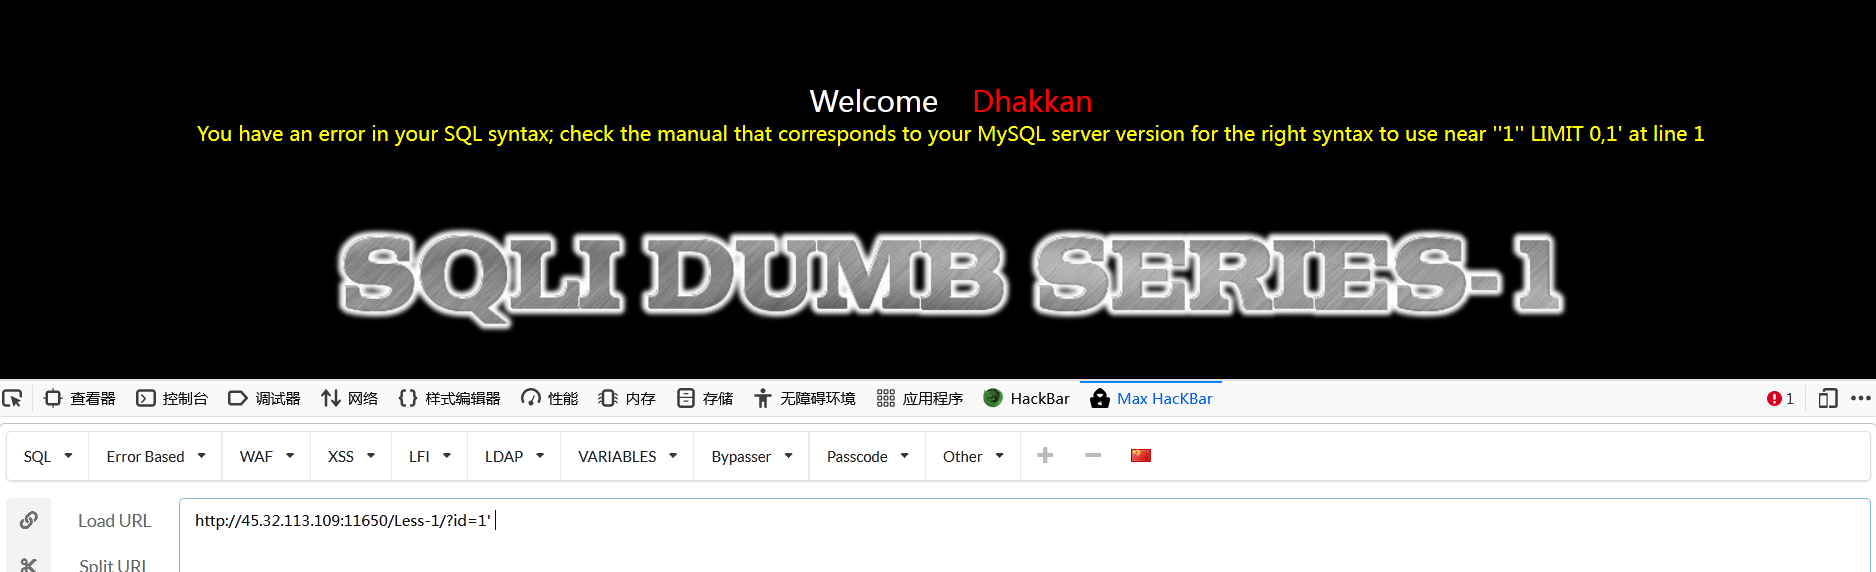 Welcome Dhakkan
You have an error in your SQL syntax; check the manual that corresponds to your MySQL server version for the right syntax to use near ''1'' LIMIT 0,1' at line 1
SQLI DUMB SERIES-1
查看器 控制台 调试器 网络 样式编辑器 性能 内存 存储 无障碍环境 应用程序 HackBar Max HacKBar 1
SQL Error Based WAF XSS LFI LDAP VARIABLES Bypasser Passcode Other
Load URL http://45.32.113.109:11650/Less-1/?id=1'
Split URL